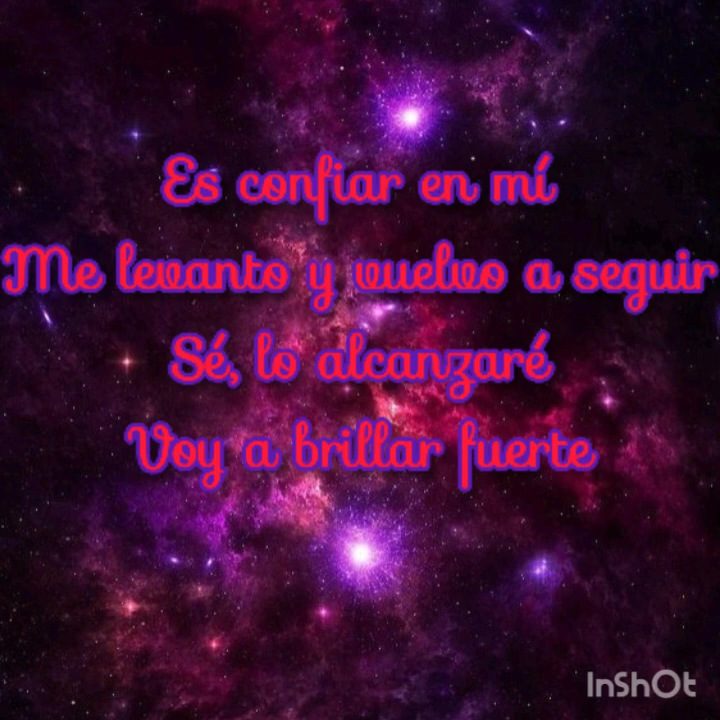 Es confiar en mí
Me levanto y vuelvo a seguir
Sé, lo alcanzaré
Voy a brillar fuerte
InShOt